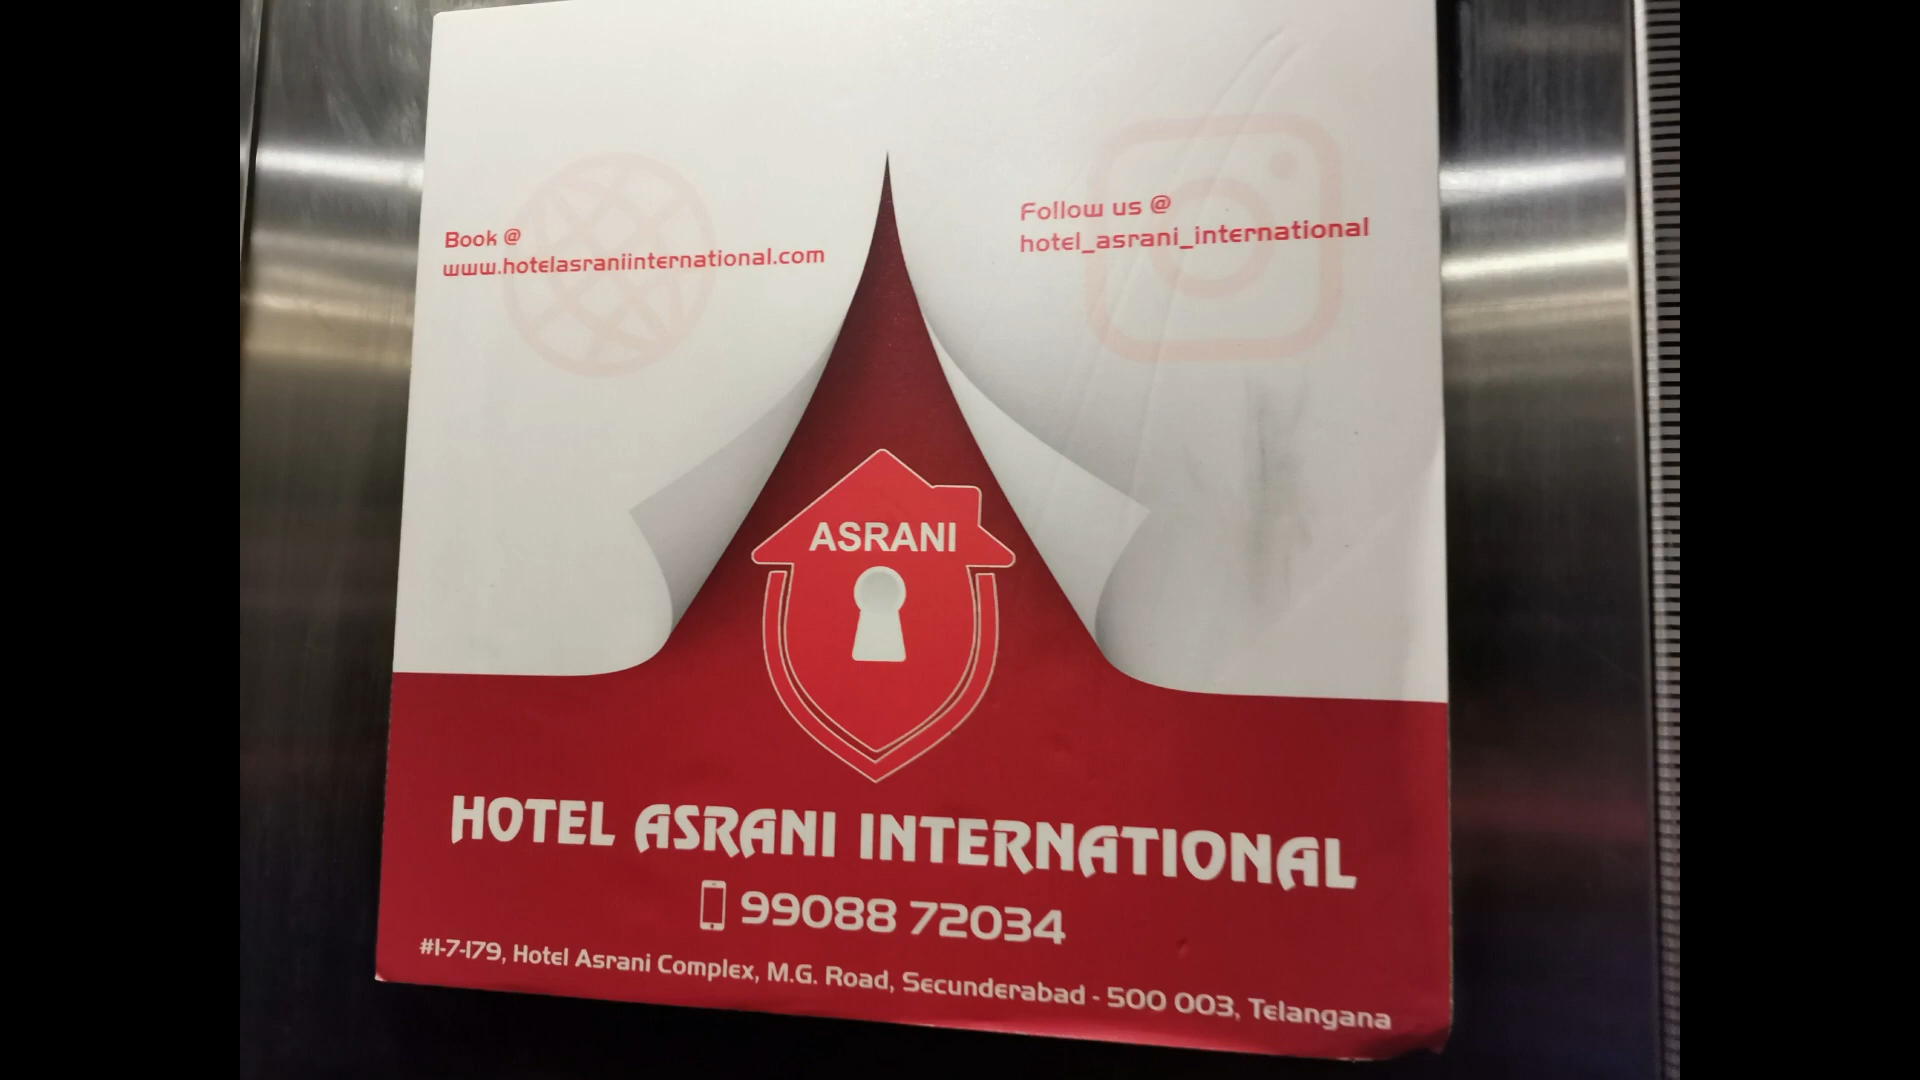 Book @
www.hotelasraniinternational.com
Follow us @
hotel_asrani_international
ASRANI
HOTEL ASRANI INTERNATIONAL
99088 72034
#1-7-179, Hotel Asrani Complex, M.G. Road, Secunderabad - 500 003, Telangana